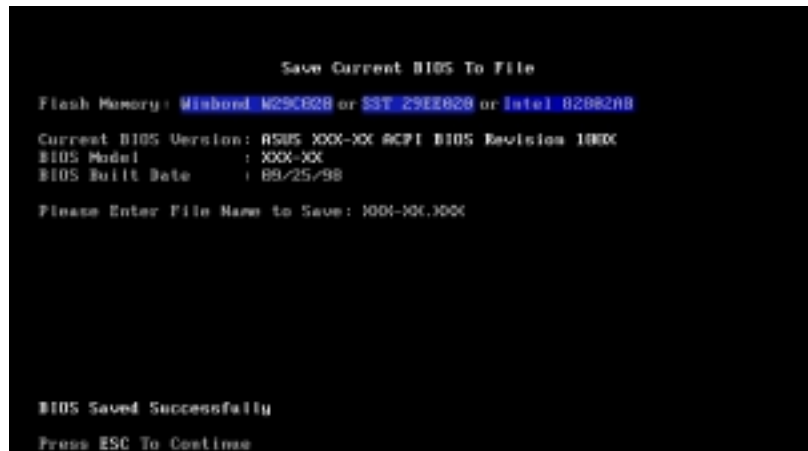 Save Current BIOS To File
Flash Memory: Winbond W29C020 or SST 29EE020 or Intel 82802AB
Current BIOS Version: ASUS XXX-XX ACPI BIOS Revision 100X
BIOS Model : XXX-XX
BIOS Built Date : 09/25/98
Please Enter File Name to Save: XXX-XX.XXX
BIOS Saved Successfully
Press ESC To Continue